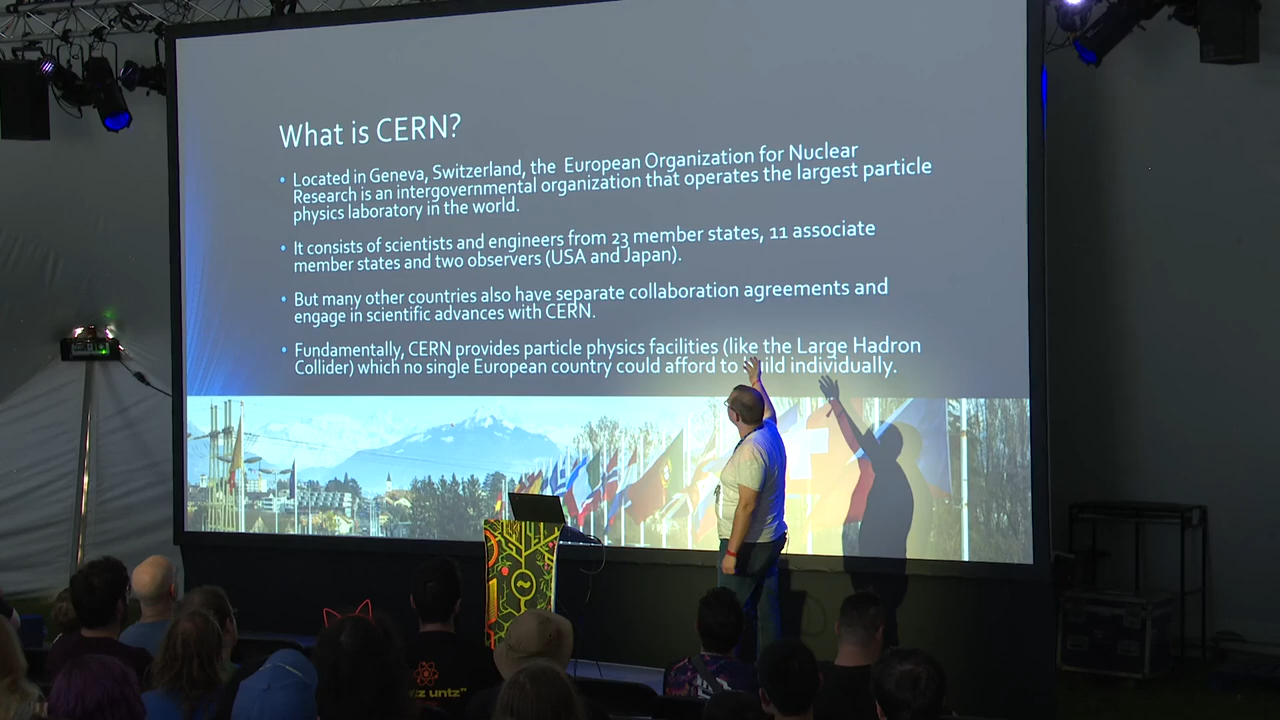 What is CERN?
• Located in Geneva, Switzerland, the European Organization for Nuclear
Research is an intergovernmental organization that operates the largest particle
physics laboratory in the world.
• It consists of scientists and engineers from 23 member states, 11 associate
member states and two observers (USA and Japan).
• But many other countries also have separate collaboration agreements and
engage in scientific advances with CERN.
• Fundamentally, CERN provides particle physics facilities (like the Large Hadron
Collider) which no single European country could afford to build individually.
untz"